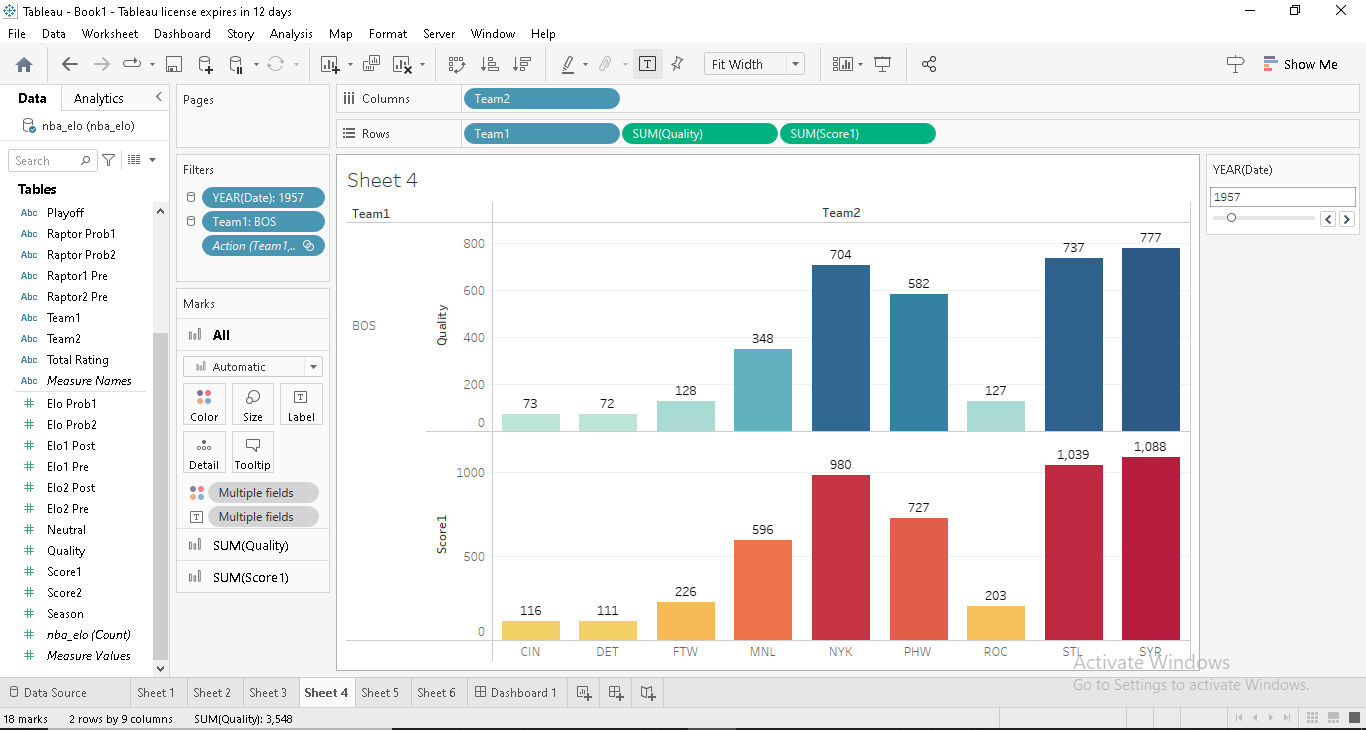 Tableau - Book1 - Tableau license expires in 12 days
File Data Worksheet Dashboard Story Analysis Map Format Server Window Help
Fit Width
Show Me
Data Analytics
nba_elo (nba_elo)
Search
Tables
Abc Playoff
Abc Raptor Prob1
Abc Raptor Prob2
Abc Raptor1 Pre
Abc Raptor2 Pre
Abc Team1
Abc Team2
Abc Total Rating
Abc Measure Names
# Elo Prob1
# Elo Prob2
# Elo1 Post
# Elo1 Pre
# Elo2 Post
# Elo2 Pre
# Neutral
# Quality
# Score1
# Score2
# Season
# nba_elo (Count)
# Measure Values
Pages
Filters
YEAR(Date): 1957
Team1: BOS
Action (Team1,..
Marks
All
Automatic
Color Size Label
Detail Tooltip
Multiple fields
Multiple fields
SUM(Quality)
SUM(Score1)
Columns Team2
Rows Team1 SUM(Quality) SUM(Score1)
Sheet 4
Team1 Team2
BOS
Quality
800
600
400
200
0
73 72 128 348 704 582 127 737 777
Score1
1000
500
0
116 111 226 596 980 727 203 1,039 1,088
CIN DET FTW MNL NYK PHW ROC STL SYR
YEAR(Date)
1957
Activate Windows
Go to Settings to activate Windows.
Data Source Sheet 1 Sheet 2 Sheet 3 Sheet 4 Sheet 5 Sheet 6 Dashboard 1
18 marks 2 rows by 9 columns SUM(Quality): 3,548